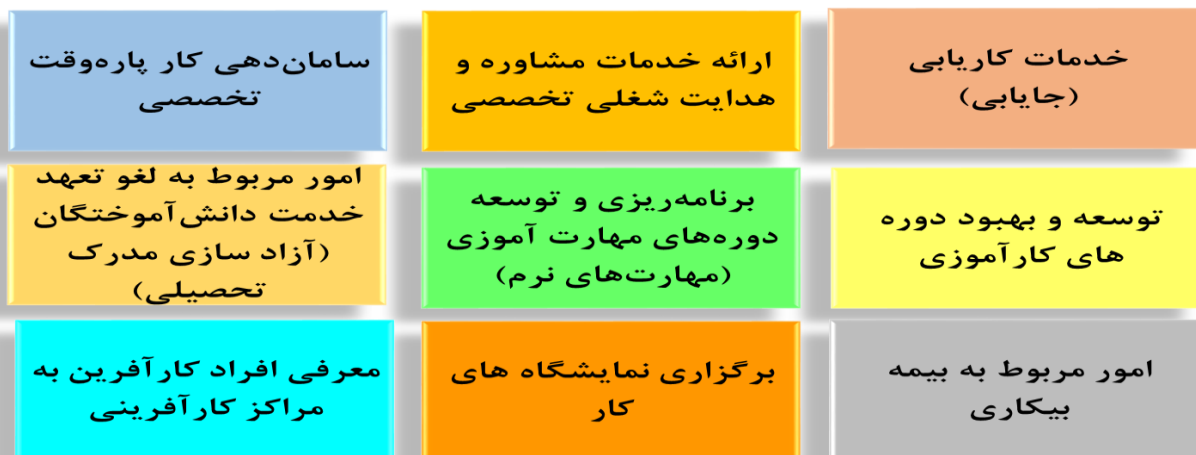 خدمات کاریابی
(جایابی)
ارائه خدمات مشاوره و
هدایت شغلی تخصصی
سامان‌دهی کار پاره‌وقت
تخصصی
توسعه و بهبود دوره
های کارآموزی
برنامه‌ریزی و توسعه
دوره‌های مهارت آموزی
(مهارت‌های نرم)
امور مربوط به لغو تعهد
خدمت دانش‌آموختگان
(آزاد سازی مدرک
تحصیلی)
امور مربوط به بیمه
بیکاری
برگزاری نمایشگاه های
کار
معرفی افراد کارآفرین به
مراکز کارآفرینی